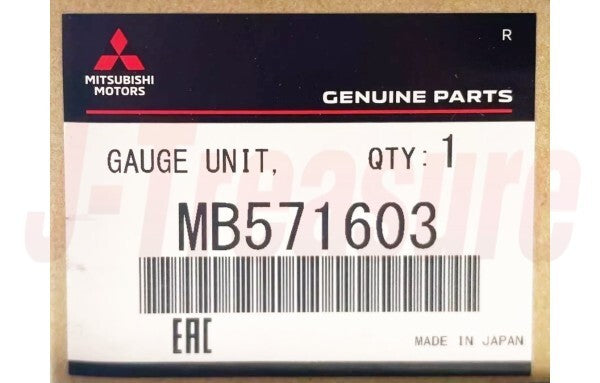 R
MITSUBISHI
MOTORS
GENUINE PARTS
GAUGE UNIT, QTY: 1
MB571603
EAC
MADE IN JAPAN
J-Treasure